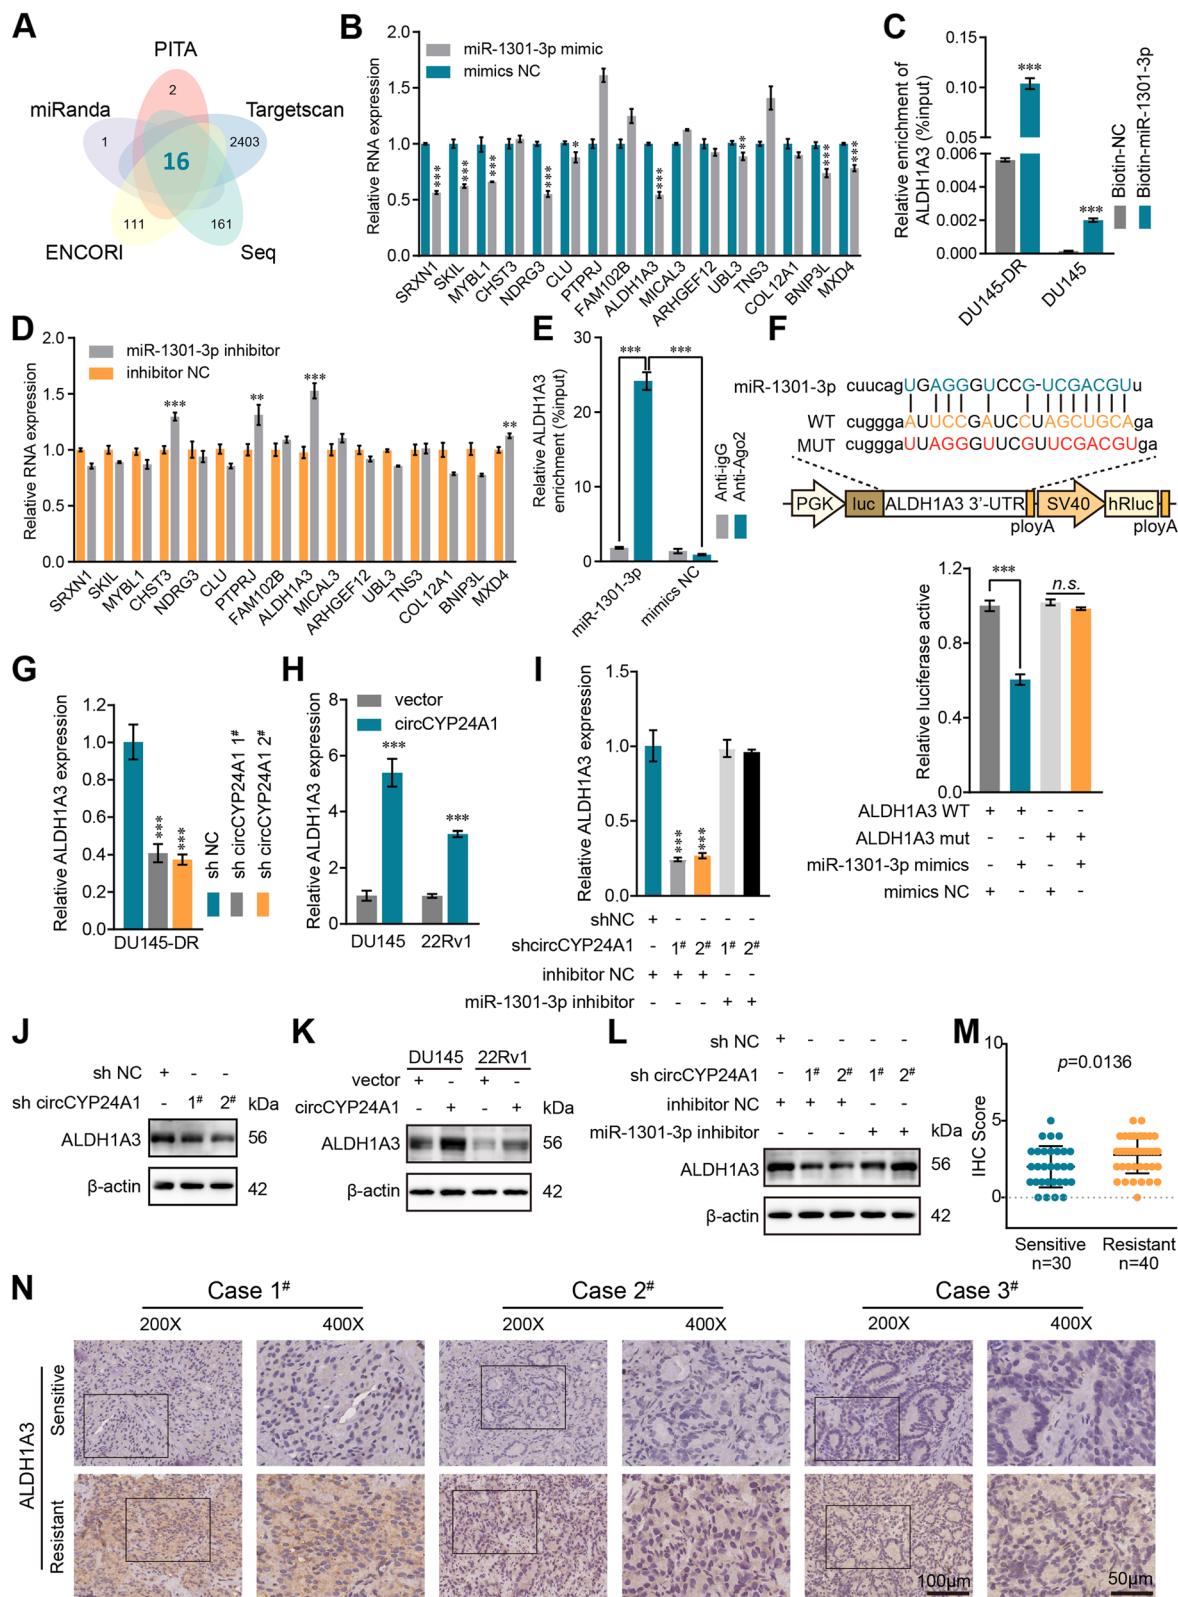 A
PITA
miRanda
Targetscan
2
1
2403
16
111
161
ENCORI
Seq
B
Relative RNA expression
2.0
1.5
1.0
0.5
0.0
miR-1301-3p mimic
mimics NC
***
***
***
***
*
***
**
***
***
SRXN1
SKIL
MYBL1
CHST3
NDRG3
CLU
PTPRJ
FAM102B
ALDH1A3
MICAL3
ARHGEF12
UBL3
TNS3
COL12A1
BNIP3L
MXD4
C
Relative enrichment of
ALDH1A3 (%input)
0.15
0.10
0.05
0.006
0.004
0.002
0.000
***
***
DU145-DR
DU145
Biotin-NC
Biotin-miR-1301-3p
D
Relative RNA expression
2.0
1.5
1.0
0.5
0.0
miR-1301-3p inhibitor
inhibitor NC
***
**
***
**
SRXN1
SKIL
MYBL1
CHST3
NDRG3
CLU
PTPRJ
FAM102B
ALDH1A3
MICAL3
ARHGEF12
UBL3
TNS3
COL12A1
BNIP3L
MXD4
E
Relative ALDH1A3
enrichment (%input)
30
20
10
0
***
***
miR-1301-3p
mimics NC
Anti-igG
Anti-Ago2
F
miR-1301-3p cuucagUGAGGGUCCG-UCGACGUu
WT cugggaAUUCCGAUCCUAGCUGCAga
MUT cugggaUUAGGGUUCGUUCGACGUga
PGK
luc
ALDH1A3 3'-UTR
SV40
hRluc
ployA
ployA
Relative luciferase active
1.2
0.8
0.4
0.0
***
n.s.
ALDH1A3 WT + + - -
ALDH1A3 mut - - + +
miR-1301-3p mimics - + - +
mimics NC + - + -
G
Relative ALDH1A3 expression
1.2
1.0
0.8
0.6
0.4
0.2
0.0
***
***
DU145-DR
sh NC
sh circCYP24A1 1#
sh circCYP24A1 2#
H
Relative ALDH1A3 expression
8
6
4
2
0
vector
circCYP24A1
***
***
DU145
22Rv1
I
Relative ALDH1A3 expression
1.5
1.0
0.5
0.0
***
***
shNC + - - - -
shcircCYP24A1 - 1# 2# 1# 2#
inhibitor NC + + + - -
miR-1301-3p inhibitor - - - + +
J
sh NC + - -
sh circCYP24A1 - 1# 2# kDa
ALDH1A3 56
β-actin 42
K
DU145 22Rv1
vector + - + -
circCYP24A1 - + - + kDa
ALDH1A3 56
β-actin 42
L
sh NC + - - - -
sh circCYP24A1 - 1# 2# 1# 2#
inhibitor NC + + + - -
miR-1301-3p inhibitor - - - + + kDa
ALDH1A3 56
β-actin 42
M
IHC Score
10
5
0
p=0.0136
Sensitive
n=30
Resistant
n=40
N
Case 1#
Case 2#
Case 3#
200X
400X
200X
400X
200X
400X
ALDH1A3
Sensitive
Resistant
100μm
50μm